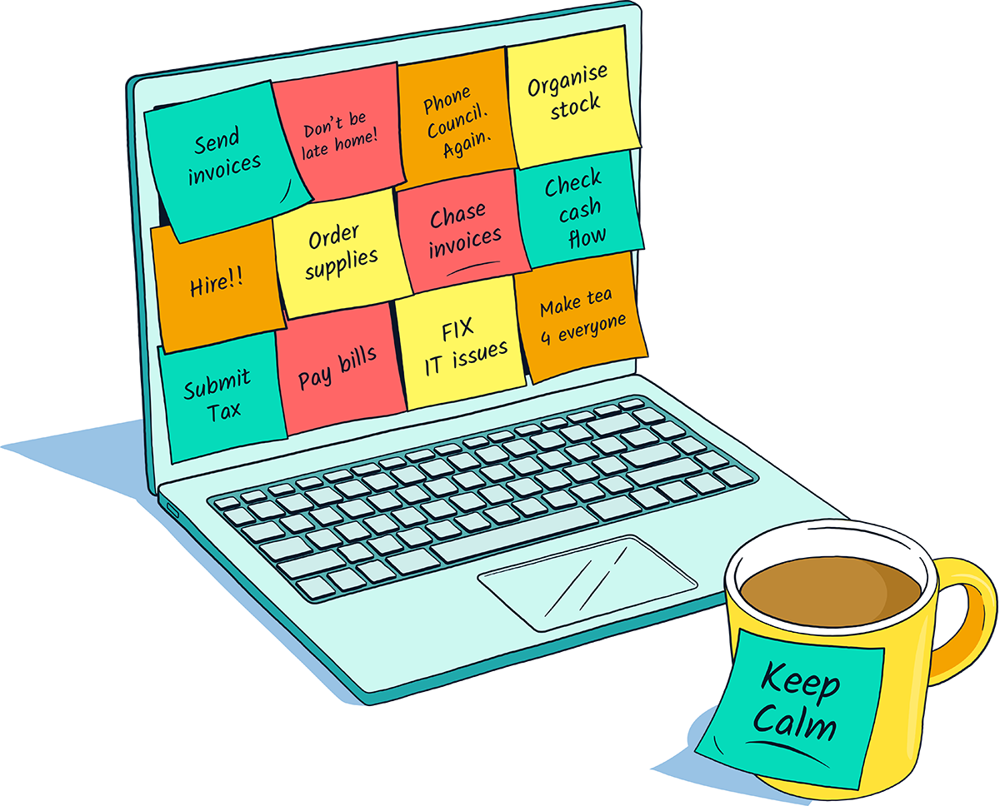 Send
invoices
Don't be
late home!
Phone
Council.
Again.
Organise
stock
Hire!!
Order
supplies
Chase
invoices
Check
cash
flow
Submit
Tax
Pay bills
FIX
IT issues
Make tea
4 everyone
Keep
Calm